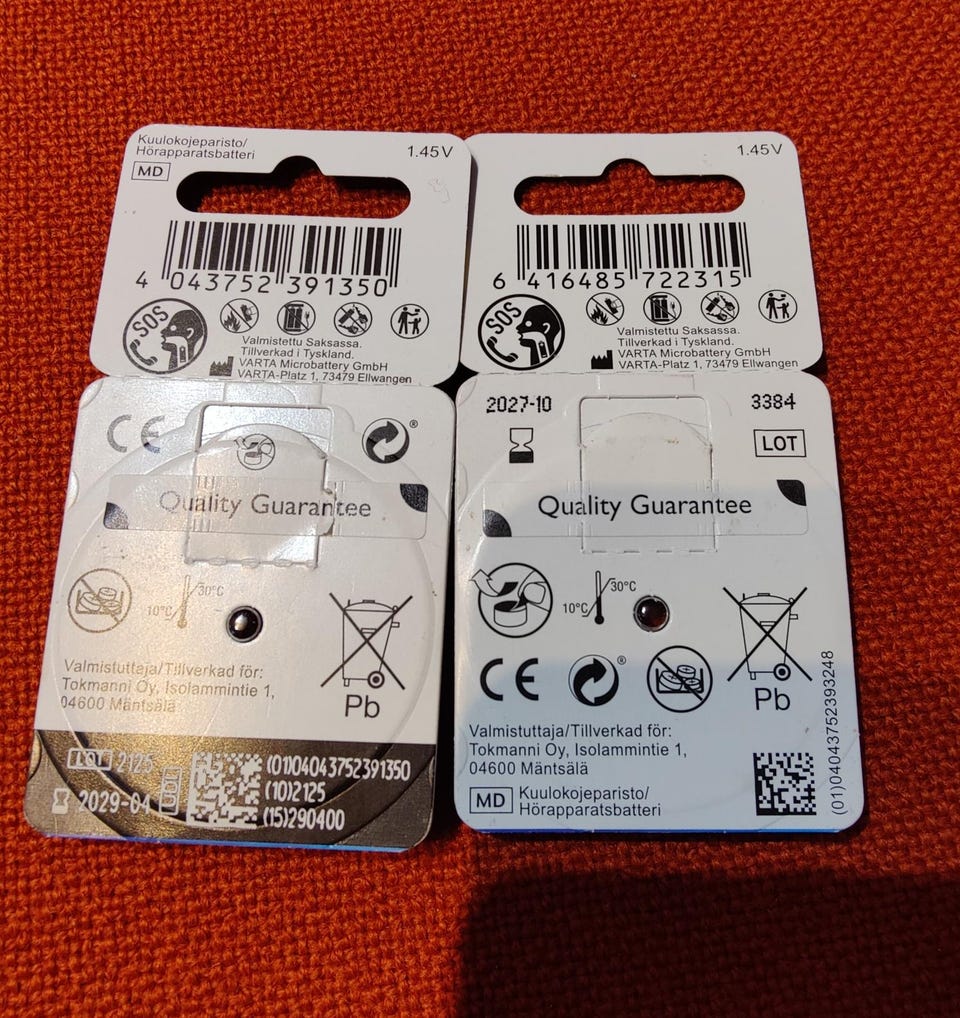 Kuulokojeparisto/
Hörapparatsbatteri
MD
1.45V
4 043752 391350
SOS
Valmistettu Saksassa.
Tillverkad i Tyskland.
VARTA Microbattery GmbH
VARTA-Platz 1, 73479 Ellwangen
CE
®
Quality Guarantee
10°C
30°C
Valmistuttaja/Tillverkad för:
Tokmanni Oy, Isolammintie 1,
04600 Mäntsälä
Pb
LOT 2125
2029-04
UDI
(01)04043752391350
(10)2125
(15)290400
1.45V
6 416485 722315
SOS
Valmistettu Saksassa.
Tillverkad i Tyskland.
VARTA Microbattery GmbH
VARTA-Platz 1, 73479 Ellwangen
2027-10
3384
LOT
Quality Guarantee
10°C
30°C
CE
®
Pb
Valmistuttaja/Tillverkad för:
Tokmanni Oy, Isolammintie 1,
04600 Mäntsälä
MD
Kuulokojeparisto/
Hörapparatsbatteri
(01)04043752393248